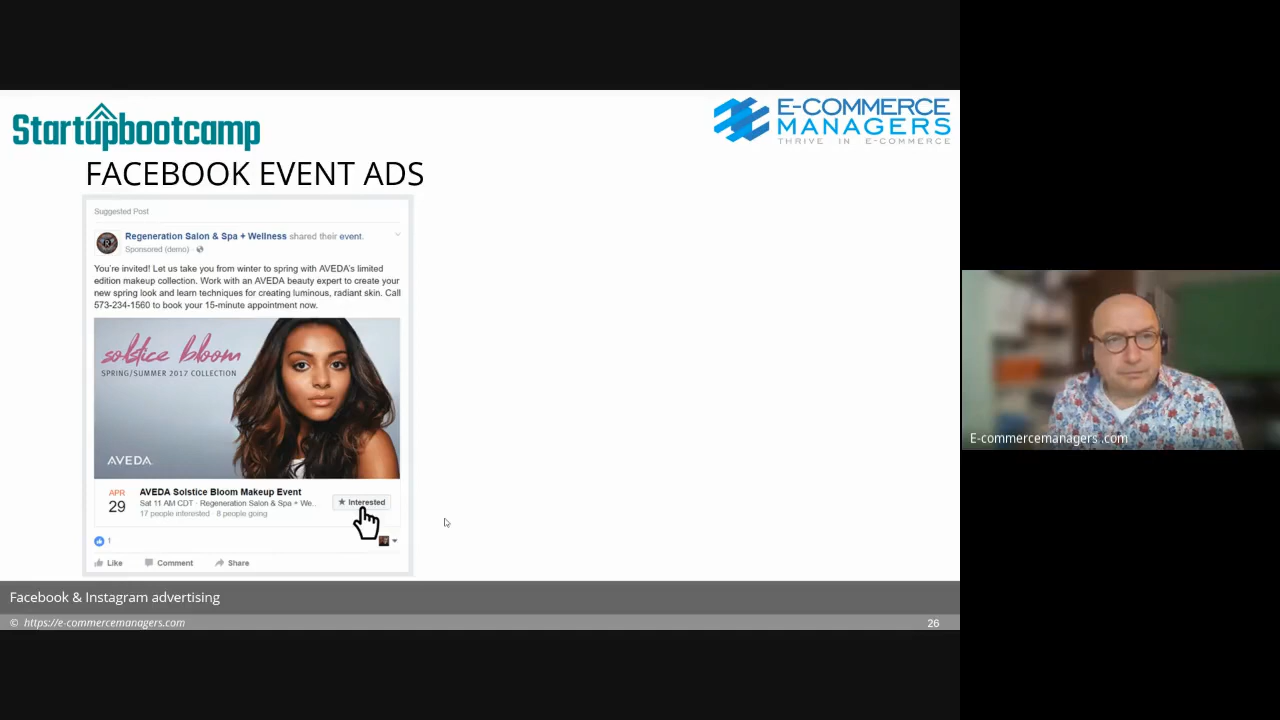 Startupbootcamp
E-COMMERCE
MANAGERS
THRIVE IN E-COMMERCE
FACEBOOK EVENT ADS
Suggested Post
Regeneration Salon & Spa + Wellness shared their event.
Sponsored (demo) ·
You're invited! Let us take you from winter to spring with AVEDA's limited
edition makeup collection. Work with an AVEDA beauty expert to create your
new spring look and learn techniques for creating luminous, radiant skin. Call
573-234-1560 to book your 15-minute appointment now.
solstice bloom
SPRING/SUMMER 2017 COLLECTION
AVEDA
APR
29
AVEDA Solstice Bloom Makeup Event
Sat 11 AM CDT · Regeneration Salon & Spa + We...
17 people interested · 8 people going
★ Interested
1
Like Comment Share
Facebook & Instagram advertising
© https://e-commercemanagers.com
26
E-commercemanagers .com